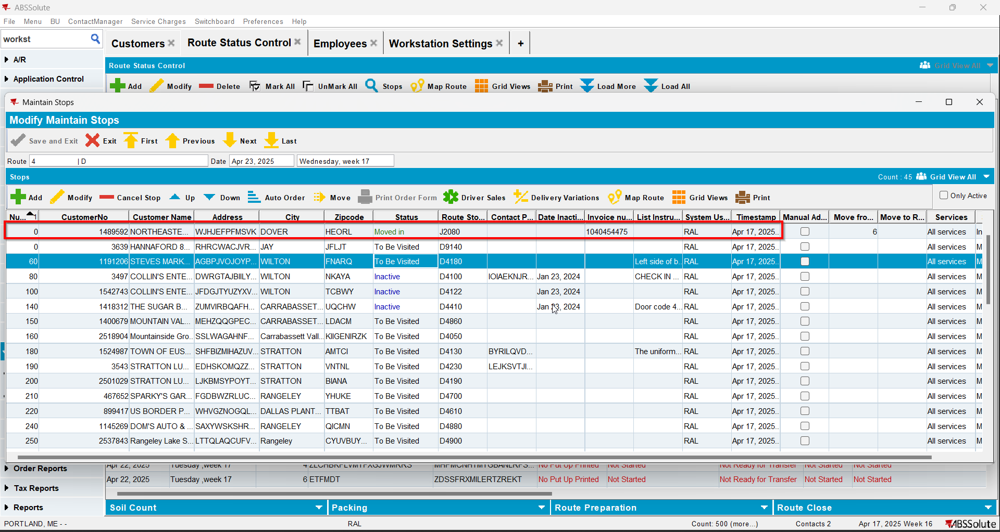 ABSSolute
File Menu BU ContactManager Service Charges Switchboard Preferences Help
workst
Customers Route Status Control Employees Workstation Settings +
A/R
Application Control
Route Status Control Grid View All
Add Modify Delete Mark All UnMark All Stops Map Route Grid Views Print Load More Load All
Maintain Stops
Modify Maintain Stops
Save and Exit Exit First Previous Next Last
Route 4 | D Date Apr 23, 2025 Wednesday, week 17
Stops Count : 45 Grid View All
Add Modify Cancel Stop Up Down Auto Order Move Print Order Form Driver Sales Delivery Variations Map Route Grid Views Print Only Active
Nu... 1 CustomerNo Customer Name Address City Zipcode Status Route Sto... Contact P... Date Inacti... Invoice nu... List Instru... System Us... Timestamp Manual Ad... Move fro... Move to R... Services
0 1489592 NORTHEASTE... WJHJEFPFMSVK DOVER HEORL Moved in J2080 1040454475 RAL Apr 17, 2025... 6 All services In
0 3639 HANNAFORD 8... RHRCWACJVR... JAY JFLJT To Be Visited D9140 RAL Apr 17, 2025... All services M
60 1191206 STEVES MARK... AGBPJVOJOYP... WILTON FNARQ To Be Visited D4180 Left side of b... RAL Apr 17, 2025... All services M
80 3497 COLLIN'S ENTE... DWRGTAJBIILY... WILTON NKAYA Inactive D4100 IOIAEKNJR... Jan 23, 2024 CHECK IN ... RAL Apr 17, 2025... All services M
100 1542743 COLLIN'S ENTE... JFDGJTYUZYXV... WILTON TCBWY Inactive D4122 Jan 23, 2024 RAL Apr 17, 2025... All services M
140 1418312 THE SUGAR B... ZUMVIRBQAFH... CARRABASSET... UQCHW Inactive D4410 Jan 23, 2024 Door code 4... RAL Apr 17, 2025... All services M
150 1400679 MOUNTAIN VAL... MEHZQQGPEC... CARRABASSET... LDACM To Be Visited D4860 RAL Apr 17, 2025... All services M
160 2518904 Mountainside Gro... SSLWAGAHNF... Carrabassett Vall... KIIGENIRZK To Be Visited D4050 RAL Apr 17, 2025... All services M
180 1524987 TOWN OF EUS... SHFBIZMIHAZUV... STRATTON AMTCI To Be Visited D4130 BYRILQVD... The uniform... RAL Apr 17, 2025... All services M
190 3543 STRATTON LU... EDHSKOMQZZ... STRATTON VNTNL To Be Visited D4230 LEJKSVTJI... RAL Apr 17, 2025... All services M
200 2501029 STRATTON LU... LJKBMSYPOYT... STRATTON BIANA To Be Visited D4190 RAL Apr 17, 2025... All services M
210 467652 SPARKY'S GAR... FGDBWZRLUC... RANGELEY YHUKE To Be Visited D4700 RAL Apr 17, 2025... All services M
220 899417 US BORDER P... WHVGZNOGQL... DALLAS PLANT... TTBAT To Be Visited D4610 RAL Apr 17, 2025... All services M
240 1145269 DOM'S AUTO & ... SAXYWSKSHR... RANGELEY QICMN To Be Visited D4880 RAL Apr 17, 2025... All services M
250 2537843 Rangeley Lake S... LTTQLAQCUFV... Rangeley CYUVBUY... To Be Visited D4900 RAL Apr 17, 2025... All services M
Order Reports Apr 22, 2025 Tuesday ,week 17 4 No Put Up Printed Not Started Not Ready for Transfer Not Started Not Started
Apr 22, 2025 Tuesday ,week 17 6 ETFMDT ZDSSFRXMILERTZREKT No Put Up Printed Not Started Not Ready for Transfer Not Started Not Started
Tax Reports
Reports
Soil Count Packing Route Preparation Route Close
PORTLAND, ME - - RAL Count: 500 (more...) Contacts 2 Apr 17, 2025 Week 16 ABSSolute